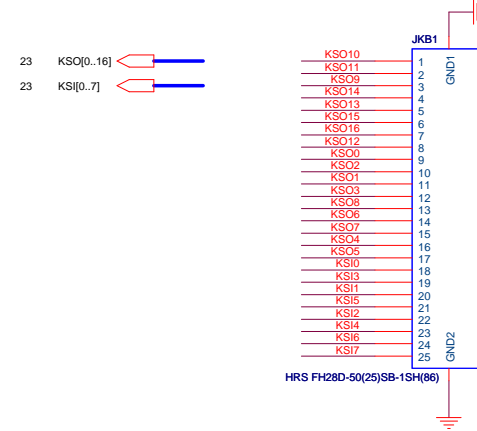 JKB1
23 KSO[0..16]
23 KSI[0..7]
KSO10 1
KSO11 2
KSO9 3
KSO14 4
KSO13 5
KSO15 6
KSO16 7
KSO12 8
KSO0 9
KSO2 10
KSO1 11
KSO3 12
KSO8 13
KSO6 14
KSO7 15
KSO4 16
KSO5 17
KSI0 18
KSI3 19
KSI1 20
KSI5 21
KSI2 22
KSI4 23
KSI6 24
KSI7 25
GND1
GND2
HRS FH28D-50(25)SB-1SH(86)